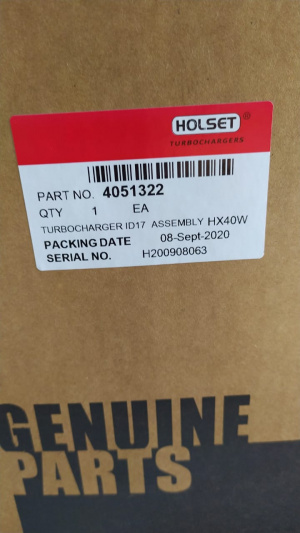 HOLSET®
TURBOCHARGERS
PART NO. 4051322
QTY 1 EA
TURBOCHARGER ID17 ASSEMBLY HX40W
PACKING DATE 08-Sept-2020
SERIAL NO. H200908063
GENUINE
PARTS